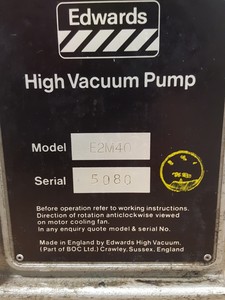 Edwards
High Vacuum Pump
Model E2M40
Serial 5080
Before operation refer to working instructions.
Direction of rotation anticlockwise viewed
on motor cooling fan.
In any enquiry quote model & serial No.
Made in England by Edwards High Vacuum.
(Part of BOC Ltd.) Crawley, Sussex, England